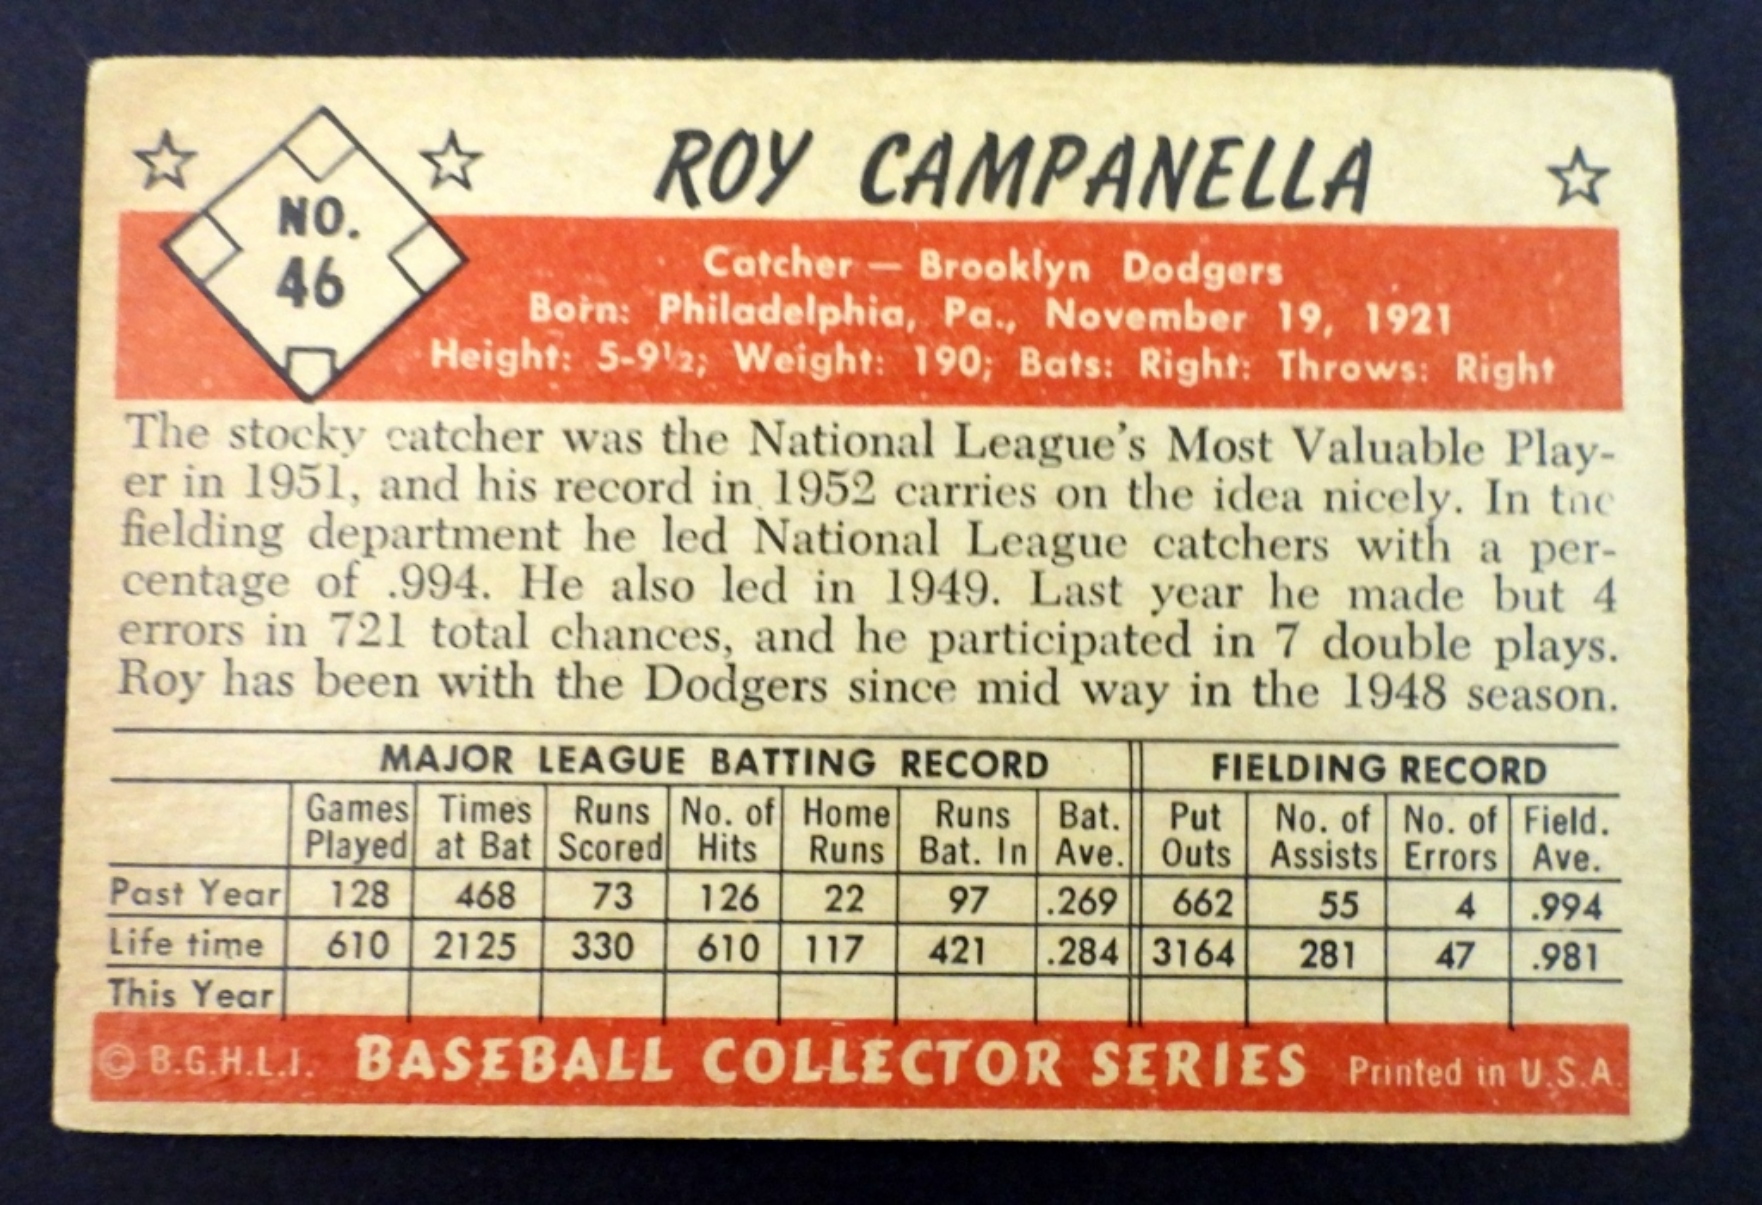 NO.
46
ROY CAMPANELLA
Catcher — Brooklyn Dodgers
Born: Philadelphia, Pa., November 19, 1921
Height: 5-9½; Weight: 190; Bats: Right: Throws: Right
The stocky catcher was the National League's Most Valuable Play-
er in 1951, and his record in 1952 carries on the idea nicely. In the
fielding department he led National League catchers with a per-
centage of .994. He also led in 1949. Last year he made but 4
errors in 721 total chances, and he participated in 7 double plays.
Roy has been with the Dodgers since mid way in the 1948 season.
MAJOR LEAGUE BATTING RECORD FIELDING RECORD
Games Times Runs No. of Home Runs Bat. Put No. of No. of Field.
Played at Bat Scored Hits Runs Bat. In Ave. Outs Assists Errors Ave.
Past Year 128 468 73 126 22 97 .269 662 55 4 .994
Life time 610 2125 330 610 117 421 .284 3164 281 47 .981
This Year
© B.G.H.L.I. BASEBALL COLLECTOR SERIES Printed in U.S.A.